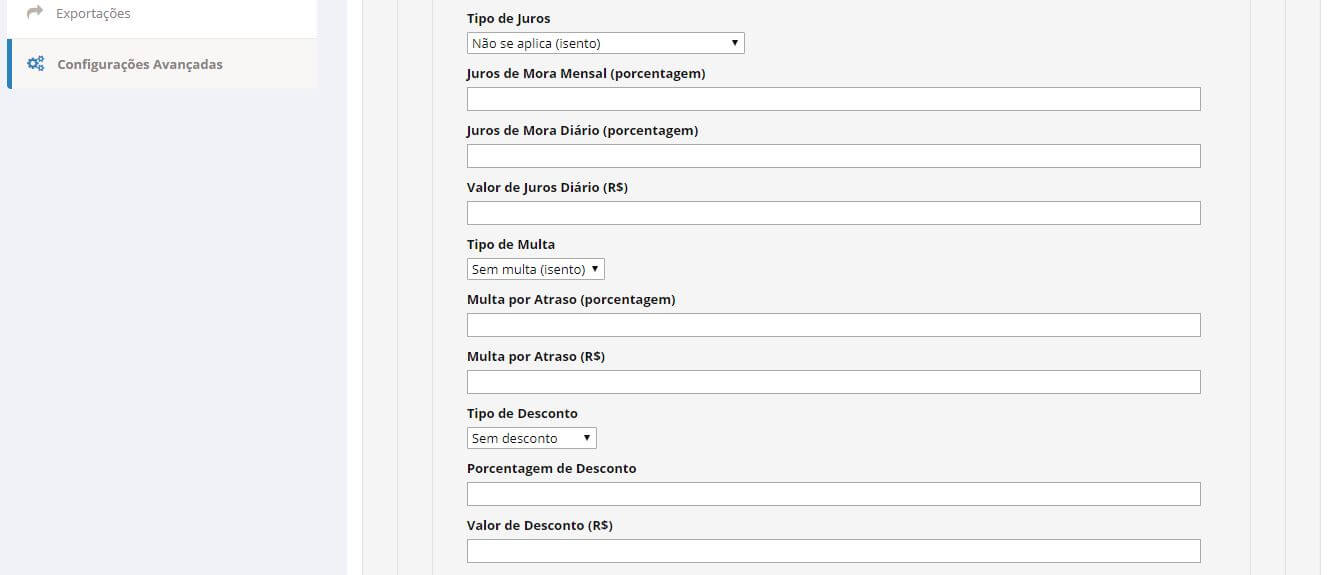 Exportações
Configurações Avançadas
Tipo de Juros
Não se aplica (isento)
Juros de Mora Mensal (porcentagem)
Juros de Mora Diário (porcentagem)
Valor de Juros Diário (R$)
Tipo de Multa
Sem multa (isento)
Multa por Atraso (porcentagem)
Multa por Atraso (R$)
Tipo de Desconto
Sem desconto
Porcentagem de Desconto
Valor de Desconto (R$)